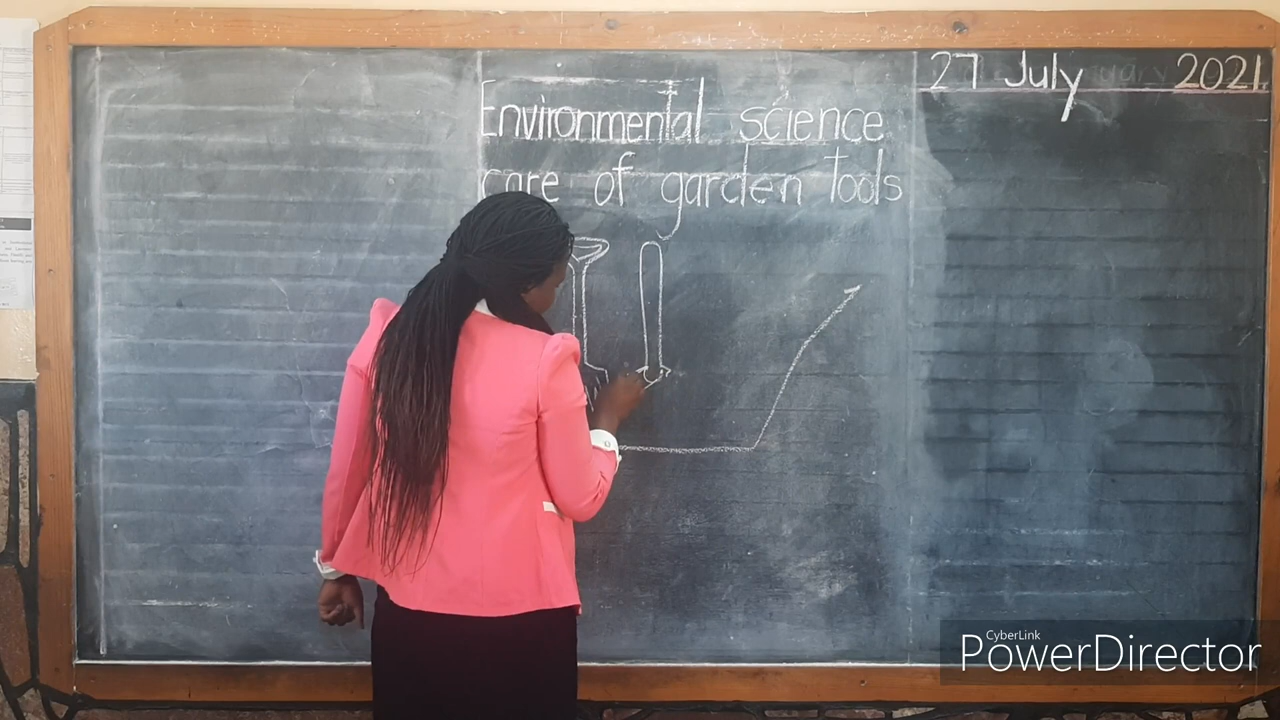 27 July 2021
Environmental science
care of garden tools
CyberLink
PowerDirector